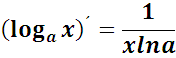 (logₐ x)′ = 1 / xlna